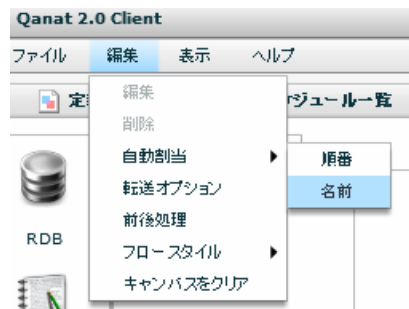 Qanat 2.0 Client
ファイル 編集 表示 ヘルプ
編集
削除
自動割当
順番
名前
転送オプション
前後処理
フロースタイル
キャンバスをクリア
定
ジュール一覧
RDB